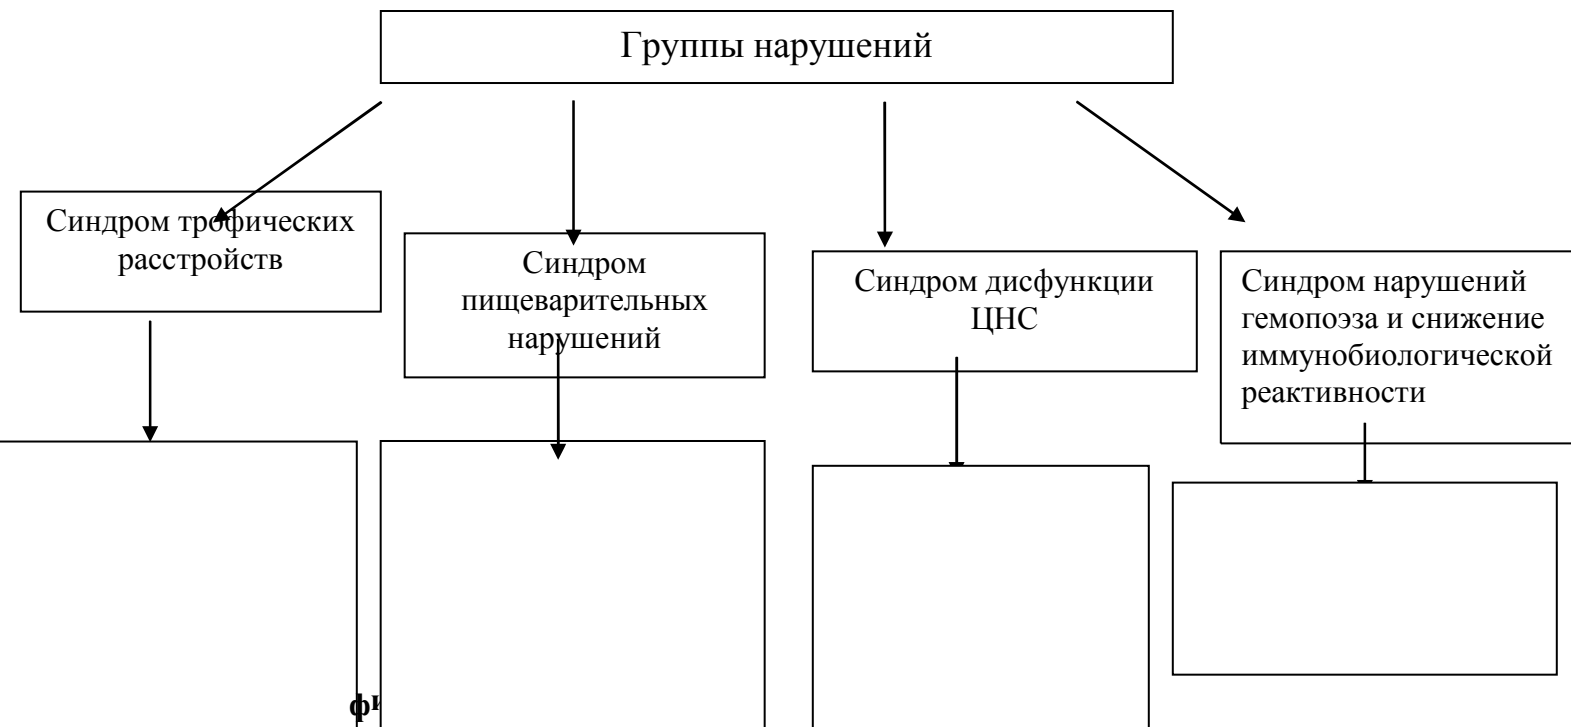 Группы нарушений
Синдром трофических
расстройств
Синдром
пищеварительных
нарушений
Синдром дисфункции
ЦНС
Синдром нарушений
гемопоэза и снижение
иммунобиологической
реактивности